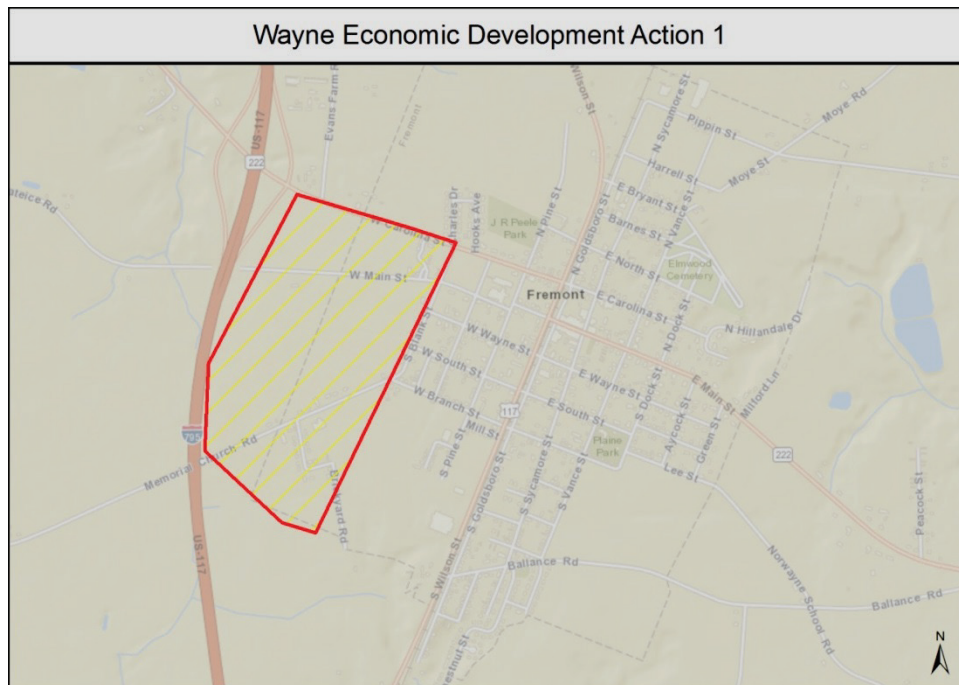 Wayne Economic Development Action 1
US-117
222
Evans Farm R
Fremont
Wilson St
N Sycamore St
Pippin St
Moye Rd
Harrell St
Moye St
E Bryant St
N Vance St
Barnes St
ateice Rd
W Carolina St
harles Dr
Hooks Ave
J R Peele
Park
N Pine St
N Goldsboro St
E North St
Elmwood
Cemetery
W Main St
Fremont
E Carolina St
N Dock St
N Hillandale Dr
S Blank St
W Wayne St
W South St
E Wayne St
E Main St
Milford Ln
W Branch St
117
E South St
S Dock St
Aycock St
Green St
Mill St
Plaine
Park
222
795
Memorial Church Rd
S Pine St
S Goldsboro St
S Sycamore St
S Vance St
Lee St
Peacock St
US-117
S Wilson St
Ballance Rd
Norwayne School Rd
Ballance Rd
hestnut St
N